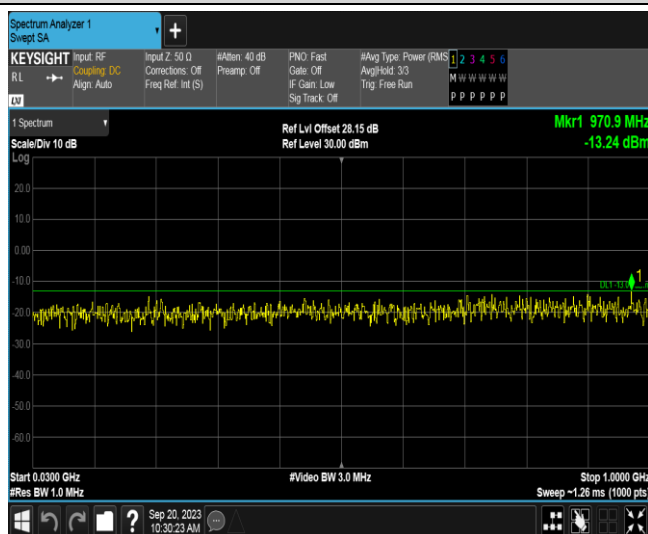 Spectrum Analyzer 1
Swept SA
KEYSIGHT
RL
LXI
Input: RF
Coupling: DC
Align: Auto
Input Z: 50 Ω
Corrections: Off
Freq Ref: Int (S)
#Atten: 40 dB
Preamp: Off
PNO: Fast
Gate: Off
IF Gain: Low
Sig Track: Off
#Avg Type: Power (RMS
Avg|Hold: 3/3
Trig: Free Run
1 2 3 4 5 6
M W W W W W
P P P P P P
1 Spectrum
Scale/Div 10 dB
Ref Lvl Offset 28.15 dB
Ref Level 30.00 dBm
Mkr1 970.9 MHz
-13.24 dBm
Log
20.0
10.0
0.00
-10.0
1
-20.0
-30.0
-40.0
-50.0
-60.0
Start 0.0300 GHz
#Res BW 1.0 MHz
#Video BW 3.0 MHz
Stop 1.0000 GHz
Sweep ~1.26 ms (1000 pts)
?
Sep 20, 2023
10:30:23 AM